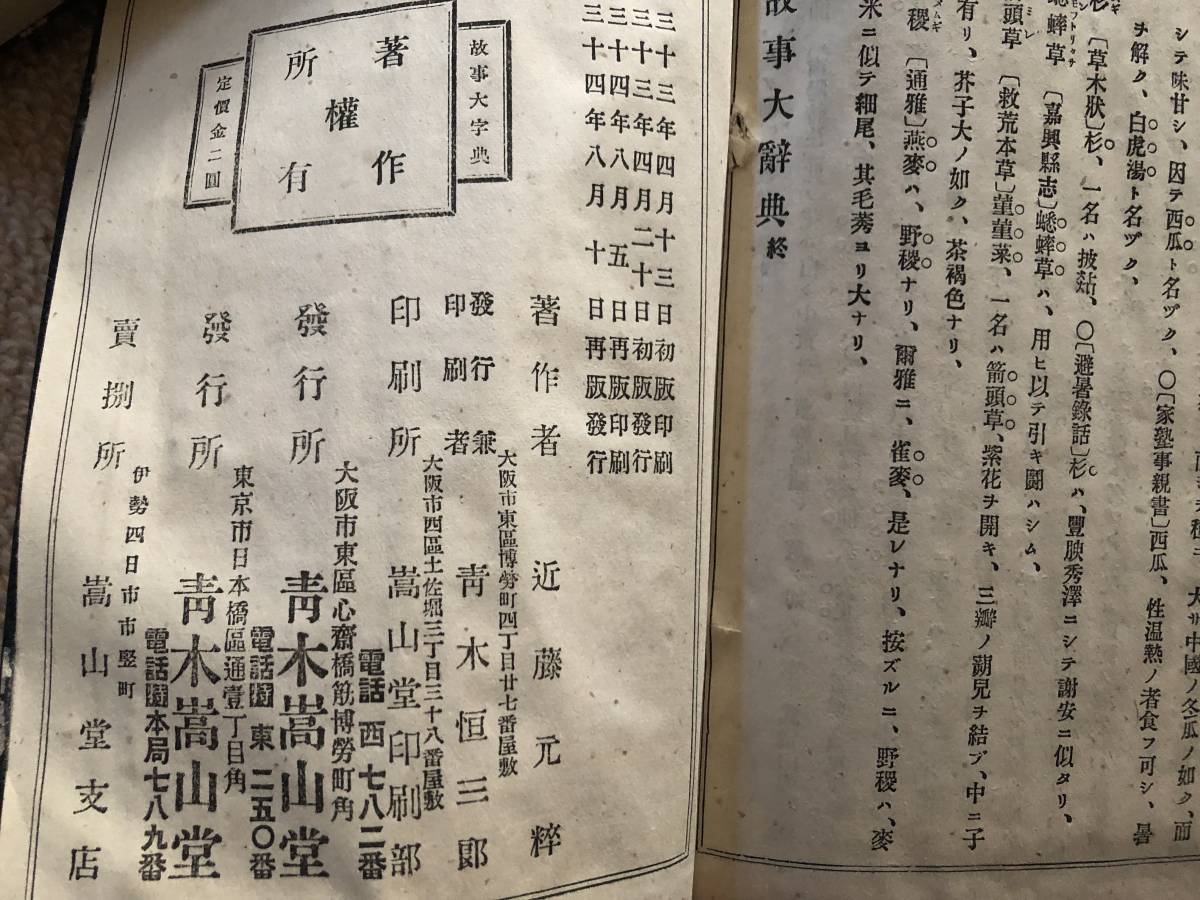 シテ味甘シ、因テ西瓜ト名ヅク、〇〔家塾事親書〕西瓜、性温熱ノ者食フ可シ、暑
ヲ解ク、白虎湯ト名ヅク、
杉〔草木狀〕杉、一名ハ披㸃、〇〔避暑錄話〕杉ハ、豐腴秀澤ニシテ謝安ニ似タリ、
蟋蟀草〔嘉興縣志〕蟋蟀草ハ、用ヒ以テ引キ鬪ハシム、
頭草〔救荒本草〕菫菫菜、一名ハ箭頭草、紫花ヲ開キ、三瓣ノ蒴兒ヲ結ブ、中ニ子
有リ、芥子大ノ如ク、茶褐色ナリ、
稷〔通雅〕燕麥ハ、野稷ナリ、爾雅ニ、雀麥、是レナリ、按ズルニ、野稷ハ、麥
米ニ似テ細尾、其毛莠ヨリ大ナリ、
故事大辭典終
三十三年四月十三日初版印刷
三十三年四月二十日初版發行
三十四年八月五日再版印刷
三十四年八月十日再版發行
故事大字典
著作所權有
定價金二圓
著作者 近藤元粹
大阪市東區博勞町四丁目廿七番屋敷
發行兼印刷者 靑木恒三郎
大阪市西區土佐堀三丁目三十八番屋敷
印刷所 嵩山堂印刷部
電話西七八二番
大阪市東區心齋橋筋博勞町角
發行所 靑木嵩山堂
電話東二五〇番
東京市日本橋區通壹丁目角
發行所 靑木嵩山堂
電話本局七八九番
伊勢四日市市竪町
賣捌所 嵩山堂支店